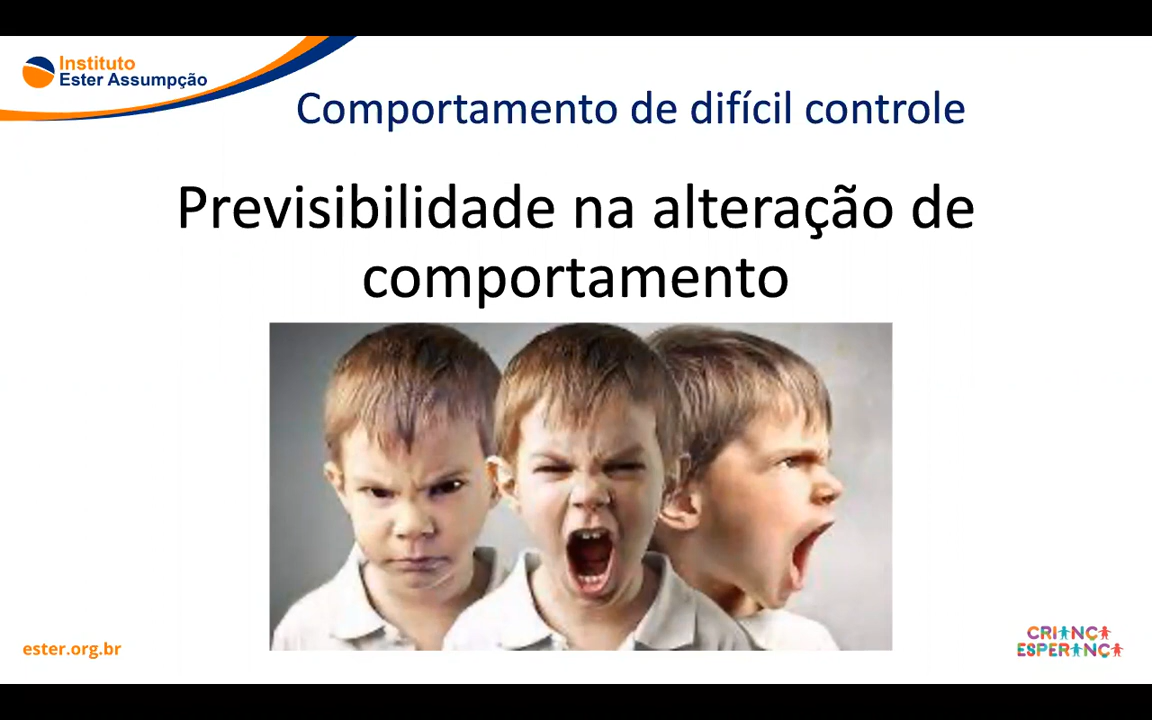 Instituto
Ester Assumpção
Comportamento de difícil controle
Previsibilidade na alteração de
comportamento
ester.org.br
CRIANÇA
ESPERANÇA